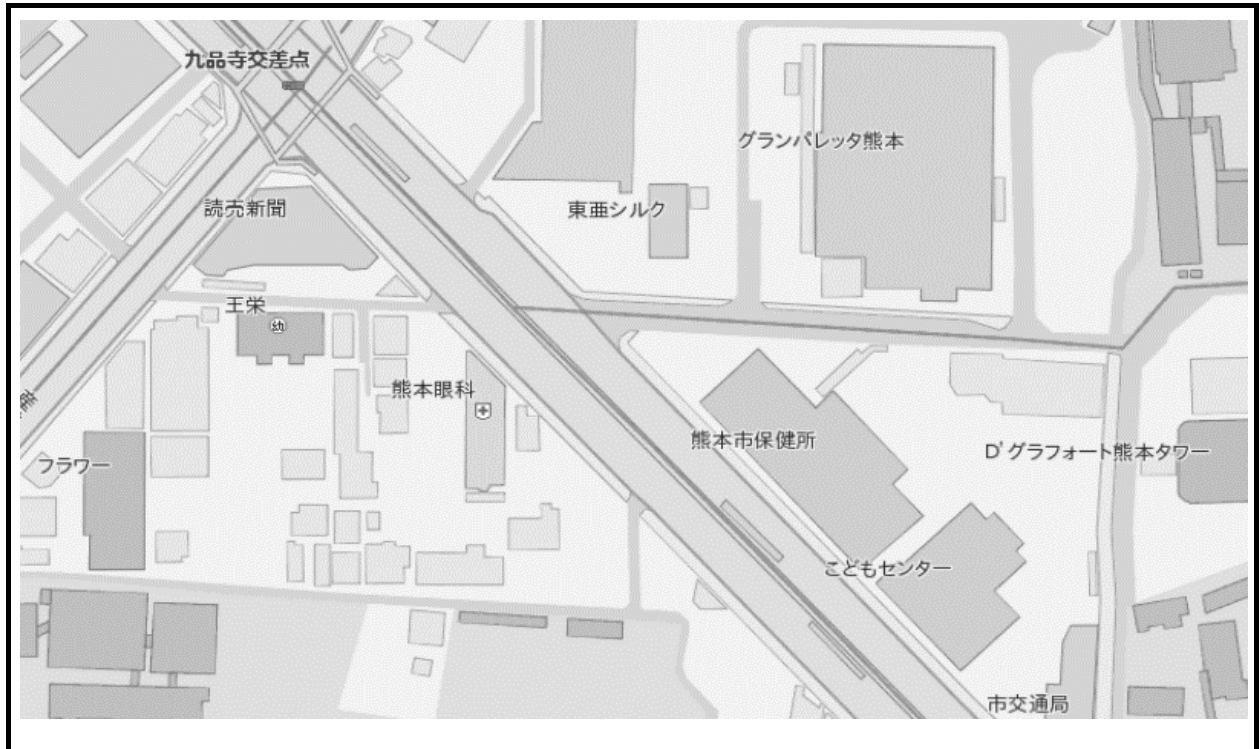 九品寺交差点
グランパレッタ熊本
読売新聞
東亜シルク
王栄
幼
熊本眼科
熊本市保健所
D'グラフォート熊本タワー
フラワー
こどもセンター
市交通局